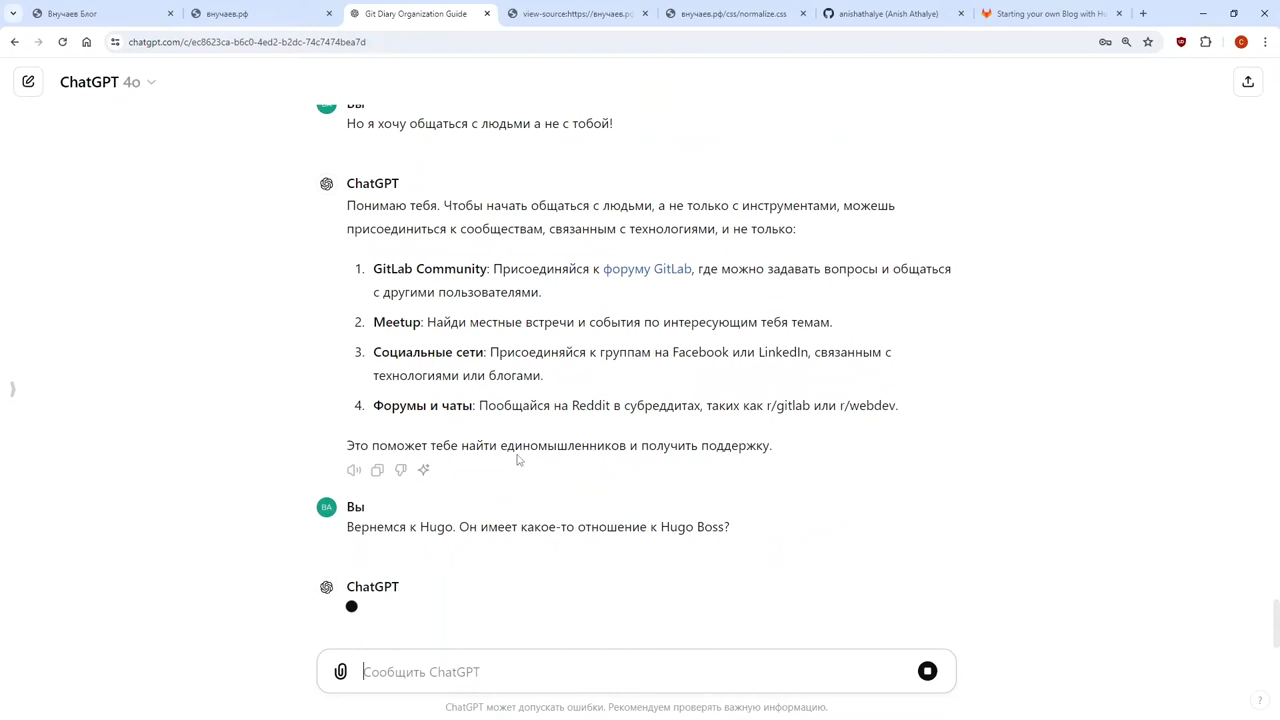 Внучаев Блог
внучаев.рф
Git Diary Organization Guide
view-source:https://внучаев.рф
внучаев.рф/css/normalize.css
anishathalye (Anish Athalye)
Starting your own Blog with Hu
chatgpt.com/c/ec8623ca-b6c0-4ed2-b2dc-74c7474bea7d
C
ChatGPT 4o
Вы
Но я хочу общаться с людьми а не с тобой!
ChatGPT
Понимаю тебя. Чтобы начать общаться с людьми, а не только с инструментами, можешь
присоединиться к сообществам, связанным с технологиями, и не только:
1. GitLab Community: Присоединяйся к форуму GitLab, где можно задавать вопросы и общаться
с другими пользователями.
2. Meetup: Найди местные встречи и события по интересующим тебя темам.
3. Социальные сети: Присоединяйся к группам на Facebook или LinkedIn, связанным с
технологиями или блогами.
4. Форумы и чаты: Пообщайся на Reddit в субреддитах, таких как r/gitlab или r/webdev.
Это поможет тебе найти единомышленников и получить поддержку.
ВА Вы
Вернемся к Hugo. Он имеет какое-то отношение к Hugo Boss?
ChatGPT
Сообщить ChatGPT
ChatGPT может допускать ошибки. Рекомендуем проверять важную информацию.
?